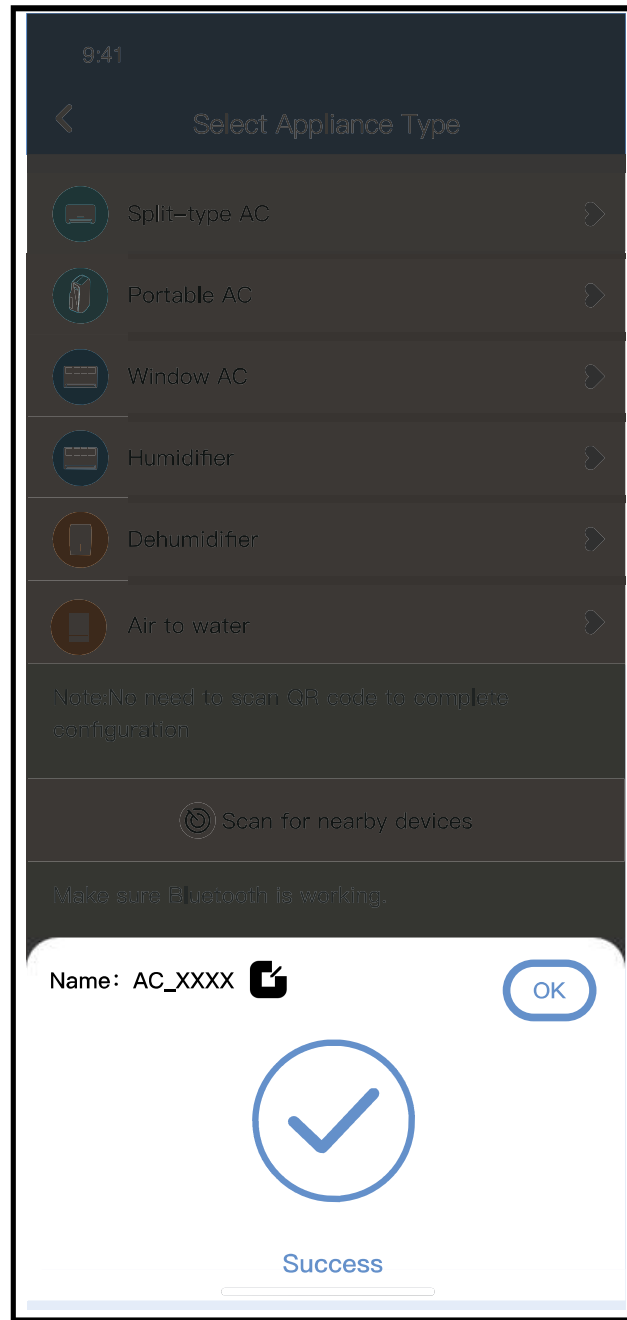 9:41
Select Appliance Type
Split-type AC
Portable AC
Window AC
Humidifier
Dehumidifier
Air to water
Note:No need to scan QR code to complete
configuration
Scan for nearby devices
Make sure Bluetooth is working.
Name: AC_XXXX
OK
Success